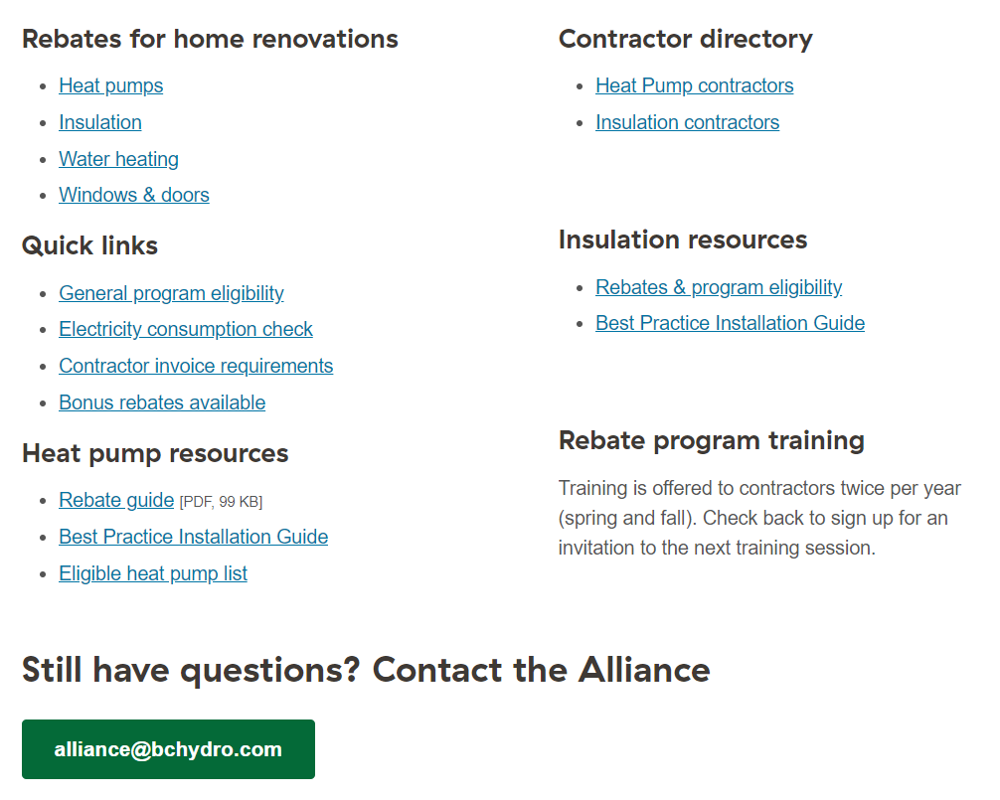 Rebates for home renovations
Heat pumps
Insulation
Water heating
Windows & doors
Quick links
General program eligibility
Electricity consumption check
Contractor invoice requirements
Bonus rebates available
Heat pump resources
Rebate guide [PDF, 99 KB]
Best Practice Installation Guide
Eligible heat pump list
Contractor directory
Heat Pump contractors
Insulation contractors
Insulation resources
Rebates & program eligibility
Best Practice Installation Guide
Rebate program training
Training is offered to contractors twice per year
(spring and fall). Check back to sign up for an
invitation to the next training session.
Still have questions? Contact the Alliance
alliance@bchydro.com